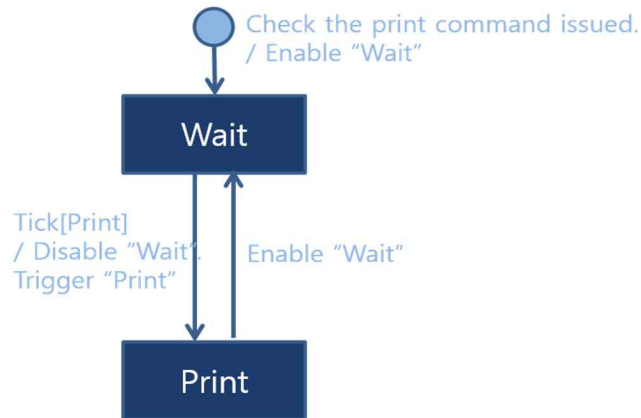 Check the print command issued.
/ Enable “Wait”
Wait
Tick[Print]
/ Disable “Wait”.
Trigger “Print”
Enable “Wait”
Print